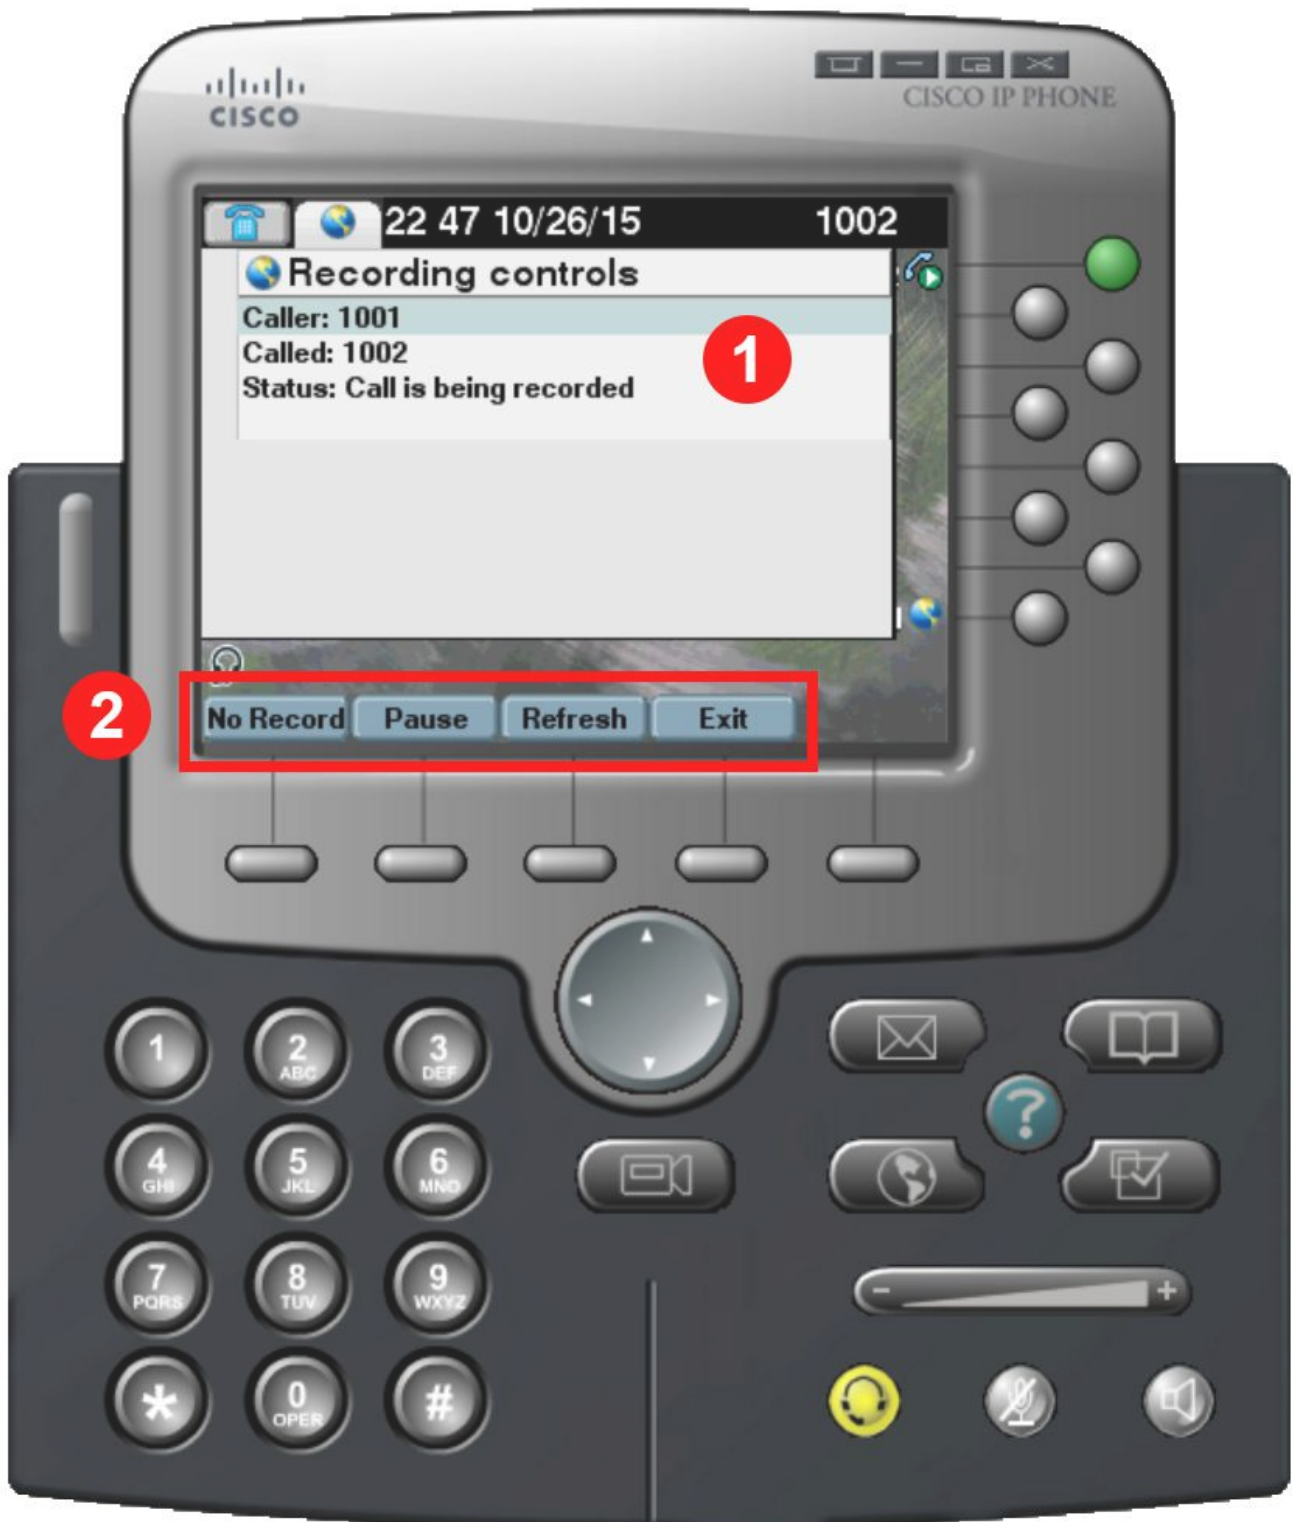 CISCO
CISCO IP PHONE
22 47 10/26/15 1002
Recording controls
Caller: 1001
1
Called: 1002
Status: Call is being recorded
2
No Record Pause Refresh Exit
1 2 ABC 3 DEF
4 GHI 5 JKL 6 MNO
7 PQRS 8 TUV 9 WXYZ
* 0 OPER #
?
- +